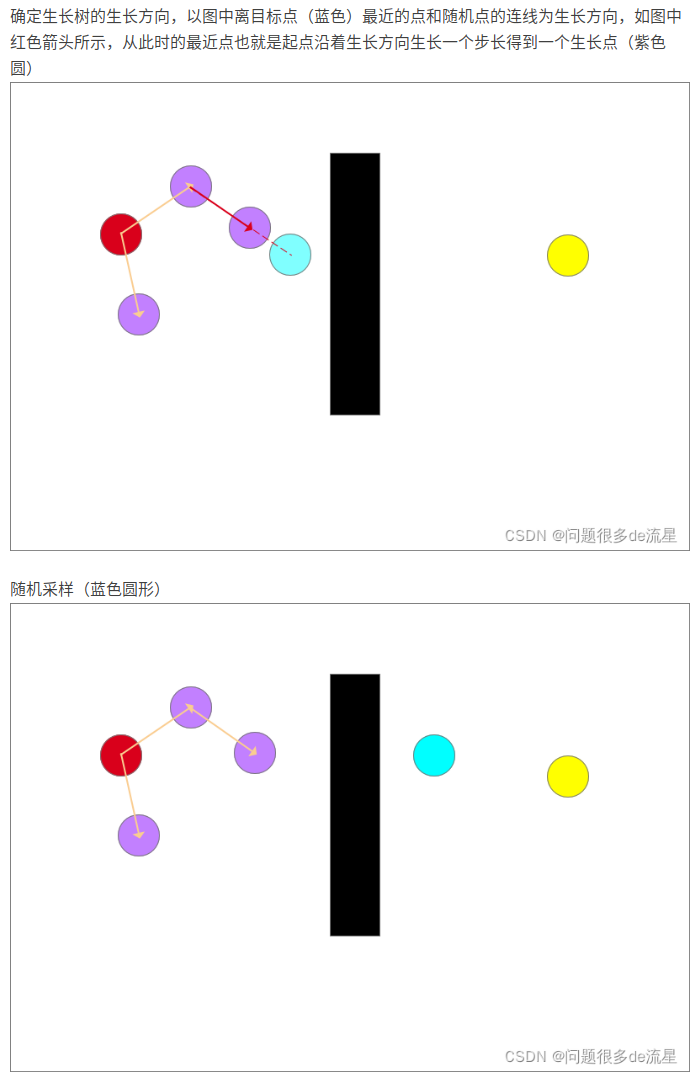 确定生长树的生长方向，以图中离目标点（蓝色）最近的点和随机点的连线为生长方向，如图中
红色箭头所示，从此时的最近点也就是起点沿着生长方向生长一个步长得到一个生长点（紫色
圆）
CSDN @问题很多de流星
随机采样（蓝色圆形）
CSDN @问题很多de流星